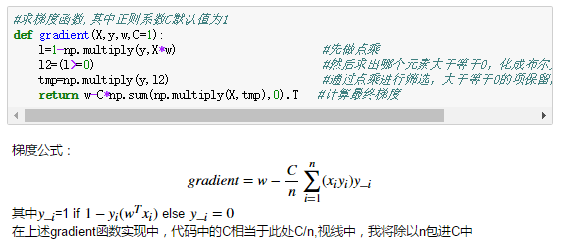 #求梯度函数,其中正则系数C默认值为1
def gradient(X,y,w,C=1):
l=1-np.multiply(y,X*w) #先做点乘
l2=(l>=0) #然后求出哪个元素大于等于0，化成布尔
tmp=np.multiply(y,l2) #通过点乘进行筛选，大于等于0的项保留,
return w-C*np.sum(np.multiply(X,tmp),0).T #计算最终梯度
梯度公式：
gradient = w − \frac{C}{n} \sum_{i=1}^{n} (x_i y_i) y\_i
其中y_i=1 if 1 − y_i(w^T x_i) else y_i = 0
在上述gradient函数实现中，代码中的C相当于此处C/n,视线中，我将除以n包进C中